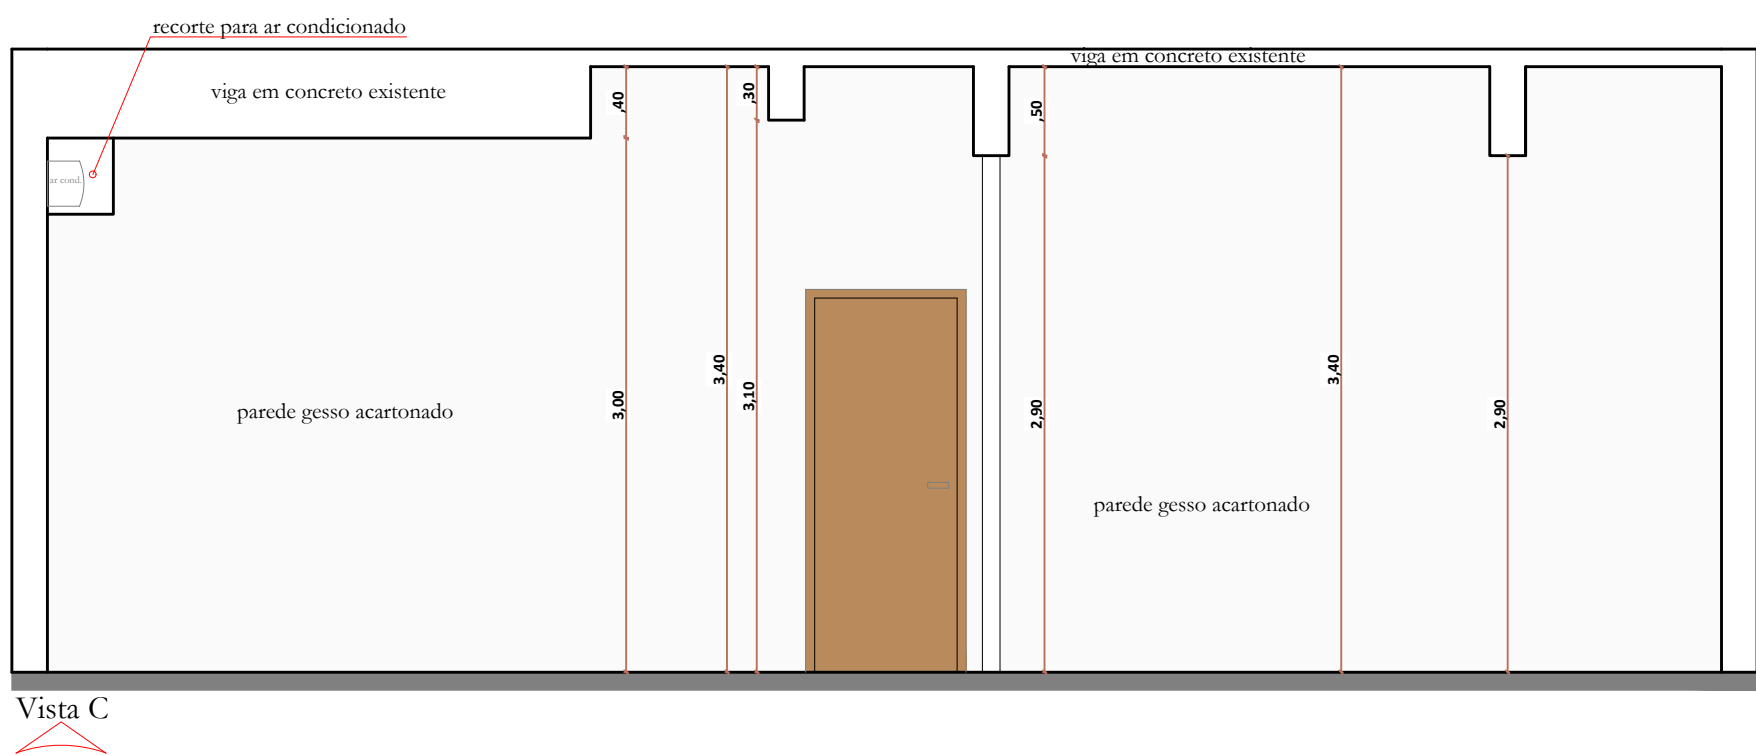 recorte para ar condicionado
viga em concreto existente
viga em concreto existente
,40
,30
,50
ar cond.
3,40
3,40
3,10
3,00
2,90
2,90
parede gesso acartonado
parede gesso acartonado
Vista C